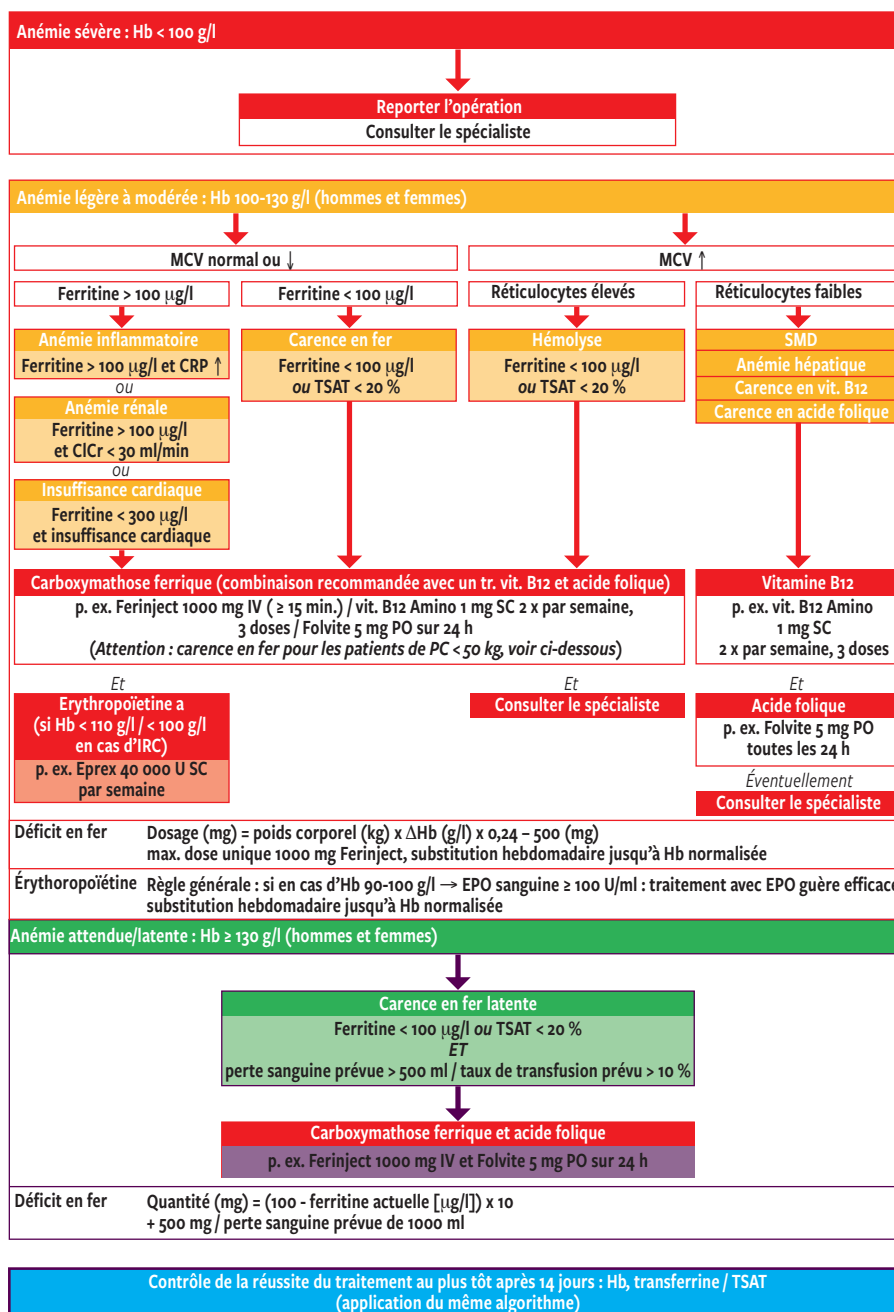 Anémie sévère : Hb < 100 g/l
Reporter l'opération
Consulter le spécialiste
Anémie légère à modérée : Hb 100-130 g/l (hommes et femmes)
MCV normal ou ↓
MCV ↑
Ferritine > 100 µg/l
Ferritine < 100 µg/l
Réticulocytes élevés
Réticulocytes faibles
Anémie inflammatoire
Ferritine > 100 µg/l et CRP ↑
ou
Anémie rénale
Ferritine > 100 µg/l
et ClCr < 30 ml/min
ou
Insuffisance cardiaque
Ferritine < 300 µg/l
et insuffisance cardiaque
Carence en fer
Ferritine < 100 µg/l
ou TSAT < 20 %
Hémolyse
Ferritine < 100 µg/l
ou TSAT < 20 %
SMD
Anémie hépatique
Carence en vit. B12
Carence en acide folique
Carboxymathose ferrique (combinaison recommandée avec un tr. vit. B12 et acide folique)
p. ex. Ferinject 1000 mg IV ( ≥ 15 min.) / vit. B12 Amino 1 mg SC 2 x par semaine,
3 doses / Folvite 5 mg PO sur 24 h
(Attention : carence en fer pour les patients de PC < 50 kg, voir ci-dessous)
Vitamine B12
p. ex. vit. B12 Amino
1 mg SC
2 x par semaine, 3 doses
Et
Erythropoïetine a
(si Hb < 110 g/l / < 100 g/l
en cas d'IRC)
p. ex. Eprex 40 000 U SC
par semaine
Et
Consulter le spécialiste
Et
Acide folique
p. ex. Folvite 5 mg PO
toutes les 24 h
Éventuellement
Consulter le spécialiste
Déficit en fer Dosage (mg) = poids corporel (kg) x ΔHb (g/l) x 0,24 – 500 (mg)
max. dose unique 1000 mg Ferinject, substitution hebdomadaire jusqu'à Hb normalisée
Érythoropoïétine Règle générale : si en cas d'Hb 90-100 g/l → EPO sanguine ≥ 100 U/ml : traitement avec EPO guère efficace
substitution hebdomadaire jusqu'à Hb normalisée
Anémie attendue/latente : Hb ≥ 130 g/l (hommes et femmes)
Carence en fer latente
Ferritine < 100 µg/l ou TSAT < 20 %
ET
perte sanguine prévue > 500 ml / taux de transfusion prévu > 10 %
Carboxymathose ferrique et acide folique
p. ex. Ferinject 1000 mg IV et Folvite 5 mg PO sur 24 h
Déficit en fer Quantité (mg) = (100 - ferritine actuelle [µg/l]) x 10
+ 500 mg / perte sanguine prévue de 1000 ml
Contrôle de la réussite du traitement au plus tôt après 14 jours : Hb, transferrine / TSAT
(application du même algorithme)